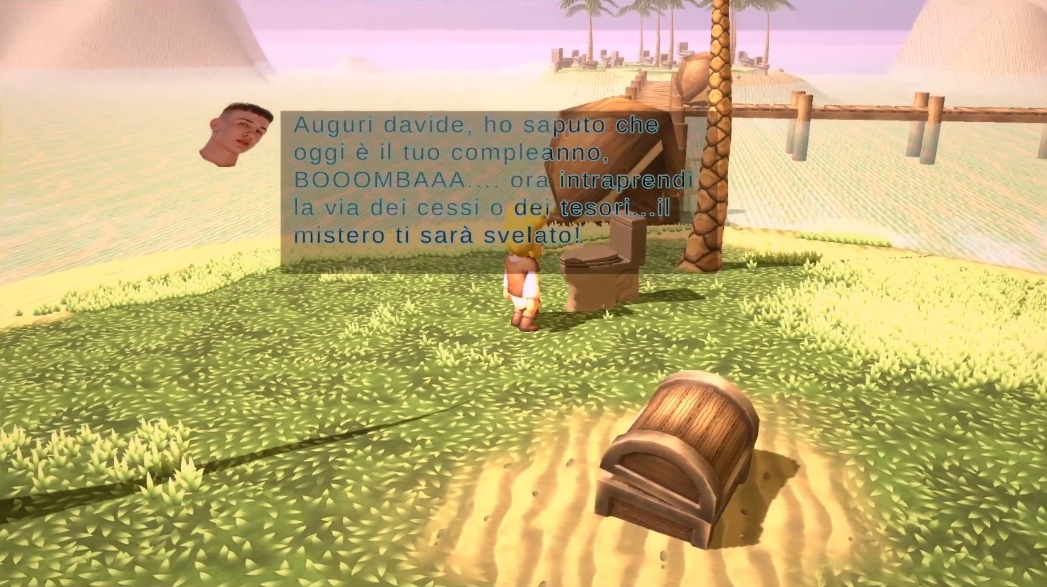 Auguri davide, ho saputo che
oggi è il tuo compleanno,
BOOOMBAAA.... ora intraprendi
la via dei cessi o dei tesori...il
mistero ti sarà svelato!